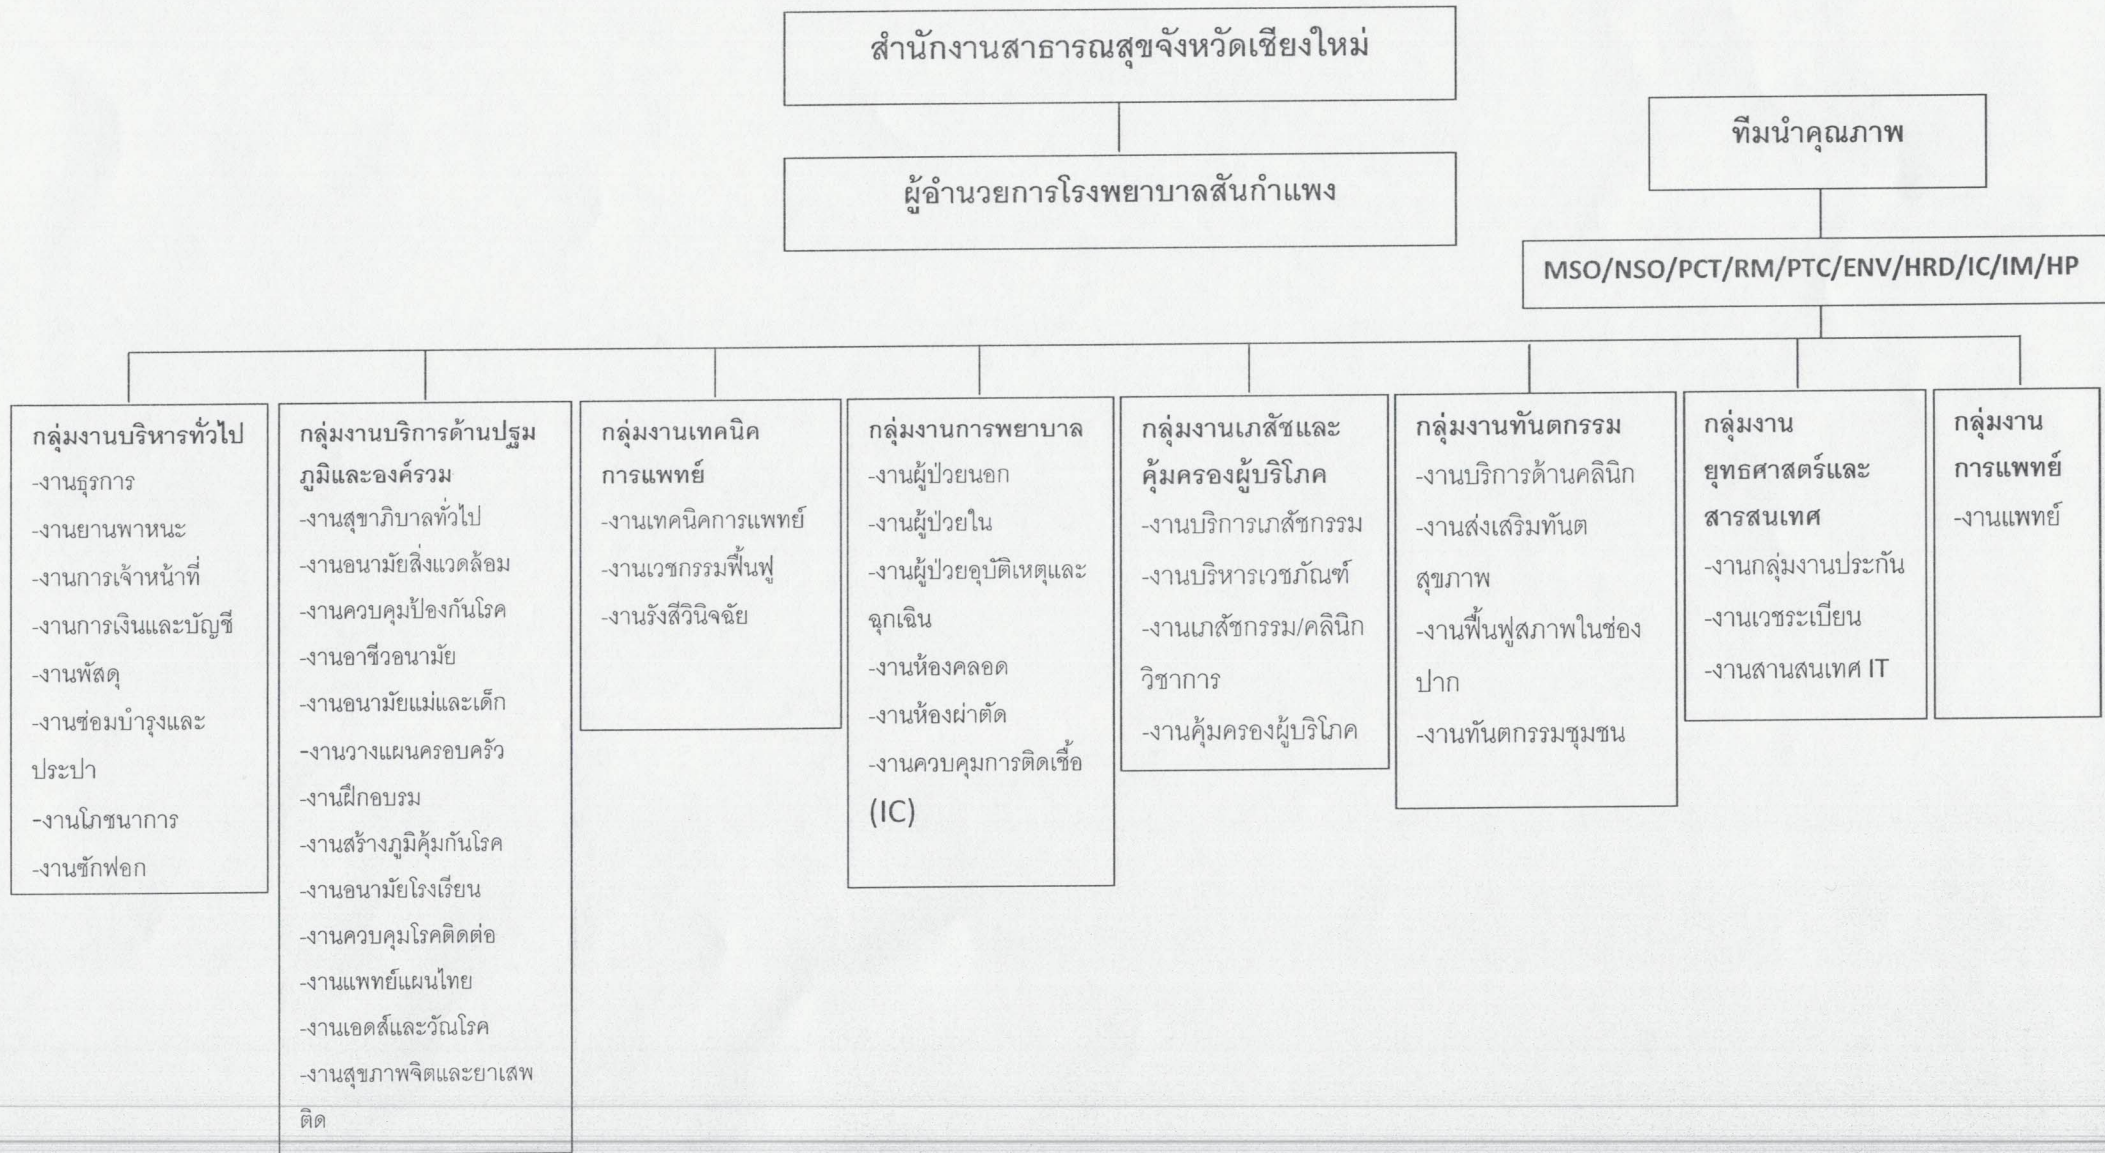 สำนักงานสาธารณสุขจังหวัดเชียงใหม่
ผู้อำนวยการโรงพยาบาลสันกำแพง
ทีมนำคุณภาพ
MSO/NSO/PCT/RM/PTC/ENV/HRD/IC/IM/HP
กลุ่มงานบริหารทั่วไป
-งานธุรการ
-งานยานพาหนะ
-งานการเจ้าหน้าที่
-งานการเงินและบัญชี
-งานพัสดุ
-งานซ่อมบำรุงและ
ประปา
-งานโภชนาการ
-งานซักฟอก
กลุ่มงานบริการด้านปฐม
ภูมิและองค์รวม
-งานสุขาภิบาลทั่วไป
-งานอนามัยสิ่งแวดล้อม
-งานควบคุมป้องกันโรค
-งานอาชีวอนามัย
-งานอนามัยแม่และเด็ก
-งานวางแผนครอบครัว
-งานฝึกอบรม
-งานสร้างภูมิคุ้มกันโรค
-งานอนามัยโรงเรียน
-งานควบคุมโรคติดต่อ
-งานแพทย์แผนไทย
-งานเอดส์และวัณโรค
-งานสุขภาพจิตและยาเสพ
ติด
กลุ่มงานเทคนิค
การแพทย์
-งานเทคนิคการแพทย์
-งานเวชกรรมฟื้นฟู
-งานรังสีวินิจฉัย
กลุ่มงานการพยาบาล
-งานผู้ป่วยนอก
-งานผู้ป่วยใน
-งานผู้ป่วยอุบัติเหตุและ
ฉุกเฉิน
-งานห้องคลอด
-งานห้องผ่าตัด
-งานควบคุมการติดเชื้อ
(IC)
กลุ่มงานเภสัชและ
คุ้มครองผู้บริโภค
-งานบริการเภสัชกรรม
-งานบริหารเวชภัณฑ์
-งานเภสัชกรรม/คลินิก
วิชาการ
-งานคุ้มครองผู้บริโภค
กลุ่มงานทันตกรรม
-งานบริการด้านคลินิก
-งานส่งเสริมทันต
สุขภาพ
-งานฟื้นฟูสภาพในช่อง
ปาก
-งานทันตกรรมชุมชน
กลุ่มงาน
ยุทธศาสตร์และ
สารสนเทศ
-งานกลุ่มงานประกัน
-งานเวชระเบียน
-งานสานสนเทศ IT
กลุ่มงาน
การแพทย์
-งานแพทย์